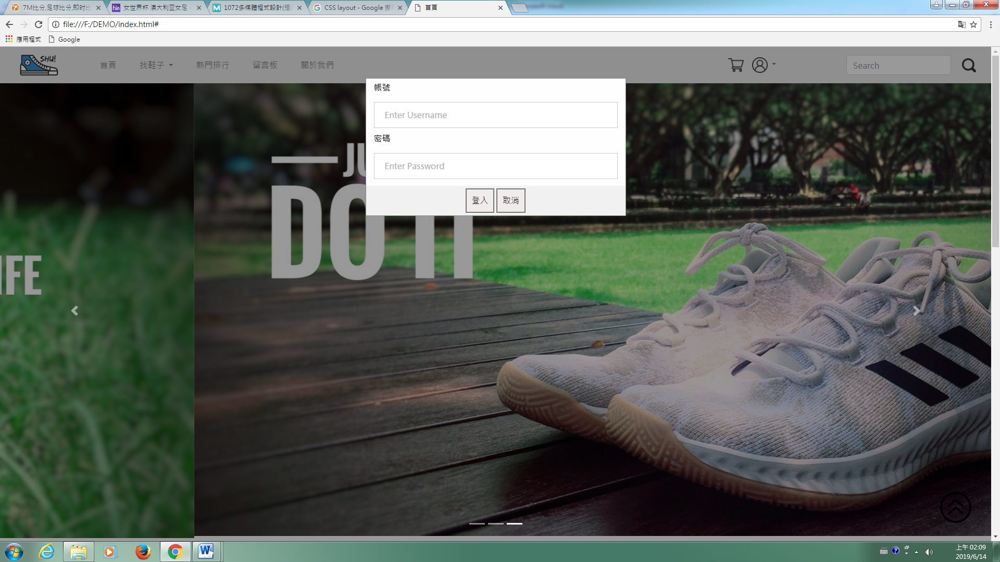 7M比分,足球比分,即时比
女世界杯 澳大利亚女足 -
1072多媒體程式設計(遠
CSS layout - Google 搜
首頁
file:///F:/DEMO/index.html#
應用程式
Google
SHU!
首頁
找鞋子
熱門排行
留言板
關於我們
Search
帳號
Enter Username
密碼
Enter Password
登入
取消
JU
DO IT
IFE
上午 02:09
2019/6/14